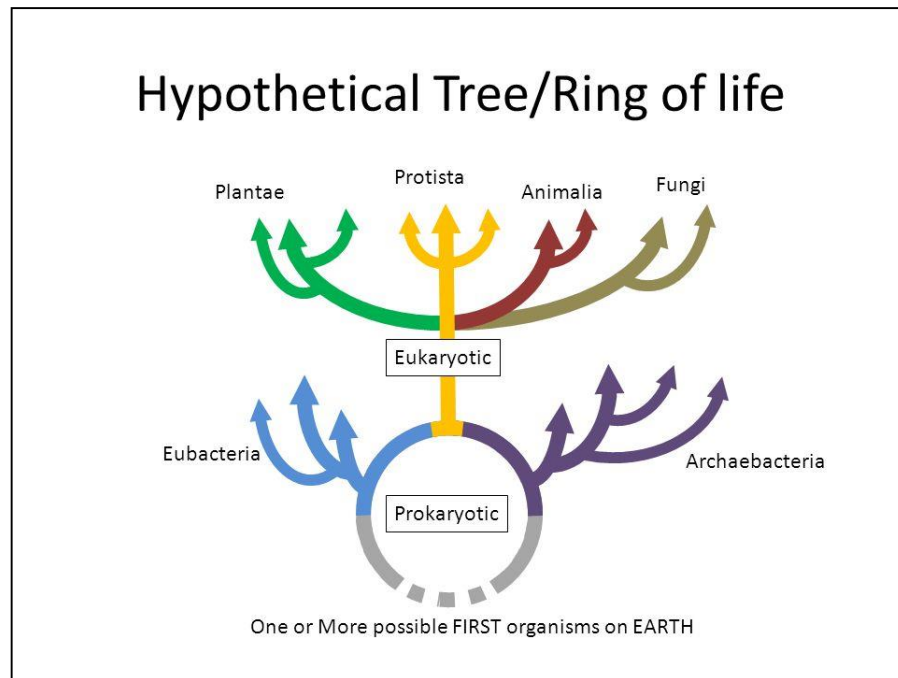 Hypothetical Tree/Ring of life
Plantae
Protista
Animalia
Fungi
Eukaryotic
Eubacteria
Archaebacteria
Prokaryotic
One or More possible FIRST organisms on EARTH